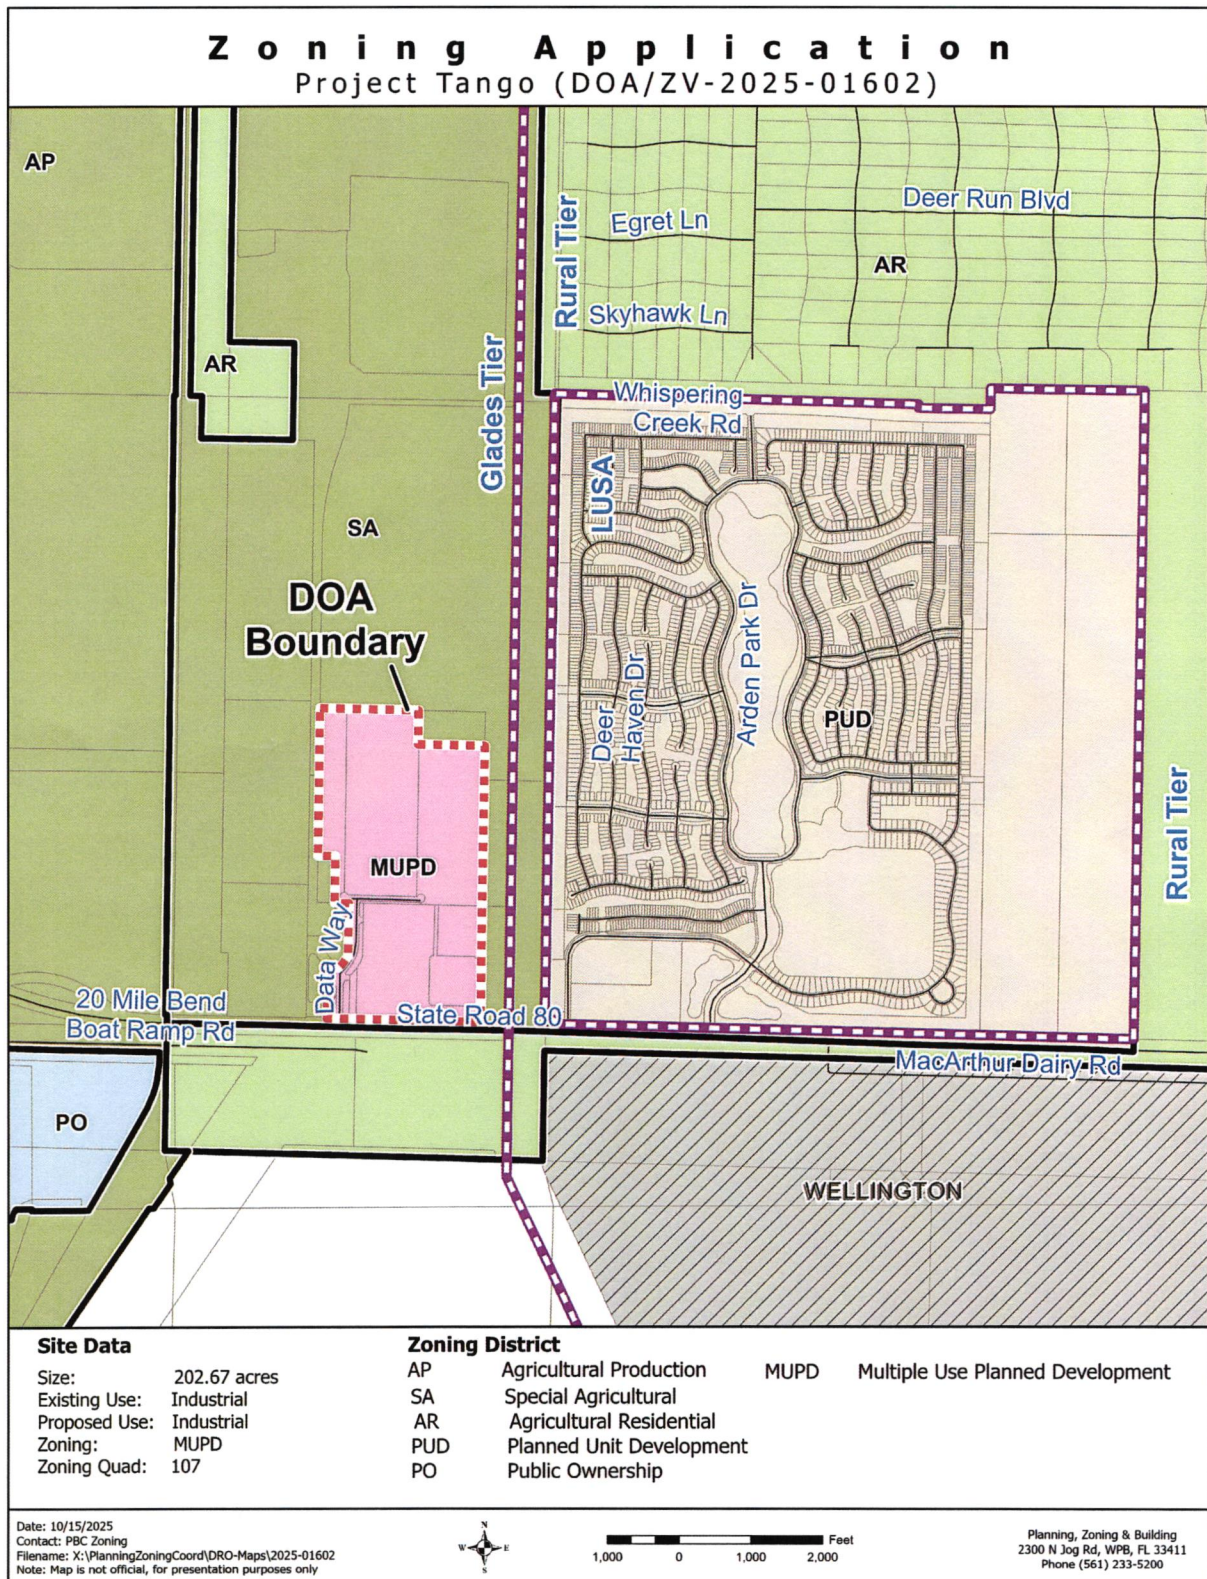 Zoning Application
Project Tango (DOA/ZV-2025-01602)
AP
Rural Tier
Egret Ln
Deer Run Blvd
AR
Skyhawk Ln
AR
Glades Tier
Whispering
Creek Rd
LUSA
SA
DOA
Boundary
Arden Park Dr
Deer
Haven Dr
PUD
Rural Tier
MUPD
Data Way
20 Mile Bend
Boat Ramp Rd
State Road 80
MacArthur Dairy Rd
PO
WELLINGTON
Site Data
Size: 202.67 acres
Existing Use: Industrial
Proposed Use: Industrial
Zoning: MUPD
Zoning Quad: 107
Zoning District
AP Agricultural Production
SA Special Agricultural
AR Agricultural Residential
PUD Planned Unit Development
PO Public Ownership
MUPD Multiple Use Planned Development
Date: 10/15/2025
Contact: PBC Zoning
Filename: X:\PlanningZoningCoord\DRO-Maps\2025-01602
Note: Map is not official, for presentation purposes only
N
W E
S
Feet
1,000 0 1,000 2,000
Planning, Zoning & Building
2300 N Jog Rd, WPB, FL 33411
Phone (561) 233-5200